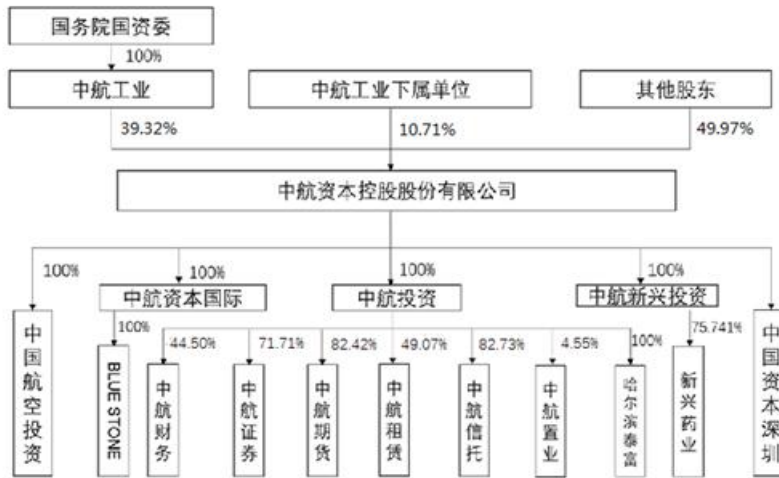 国务院国资委
100%
中航工业
中航工业下属单位
其他股东
39.32%
10.71%
49.97%
中航资本控股股份有限公司
100%
100%
100%
100%
100%
中航资本国际
中航投资
中航新兴投资
100%
44.50%
71.71%
82.42%
49.07%
82.73%
4.55%
100%
75.741%
中国航空投资
BLUE STONE
中航财务
中航证券
中航期货
中航租赁
中航信托
中航置业
哈尔滨泰富
新兴药业
中国资本深圳